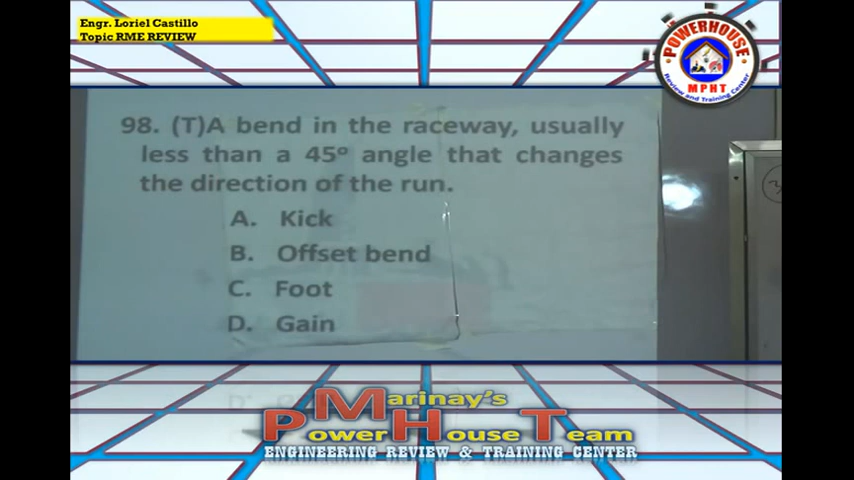 Engr. Loriel Castillo
Topic RME REVIEW
POWERHOUSE
MPHT
Review and Training Center
98. (T)A bend in the raceway, usually
less than a 45º angle that changes
the direction of the run.
A. Kick
B. Offset bend
C. Foot
D. Gain
Marinay's
Power House Team
ENGINEERING REVIEW & TRAINING CENTER